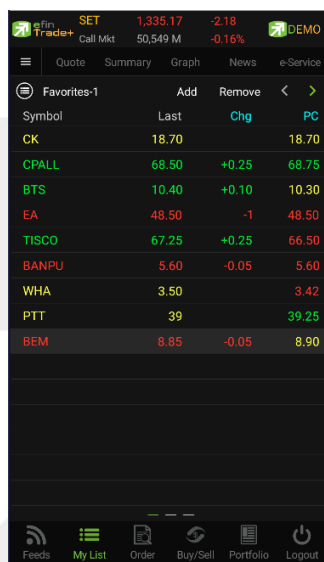 efin Trade+ SET 1,335.17 -2.18 DEMO
Call Mkt 50,549 M -0.16%
Quote Summary Graph News e-Service
Favorites-1 Add Remove < >
Symbol Last Chg PC
CK 18.70 18.70
CPALL 68.50 +0.25 68.75
BTS 10.40 +0.10 10.30
EA 48.50 -1 48.50
TISCO 67.25 +0.25 66.50
BANPU 5.60 -0.05 5.60
WHA 3.50 3.42
PTT 39 39.25
BEM 8.85 -0.05 8.90
Feeds My List Order Buy/Sell Portfolio Logout